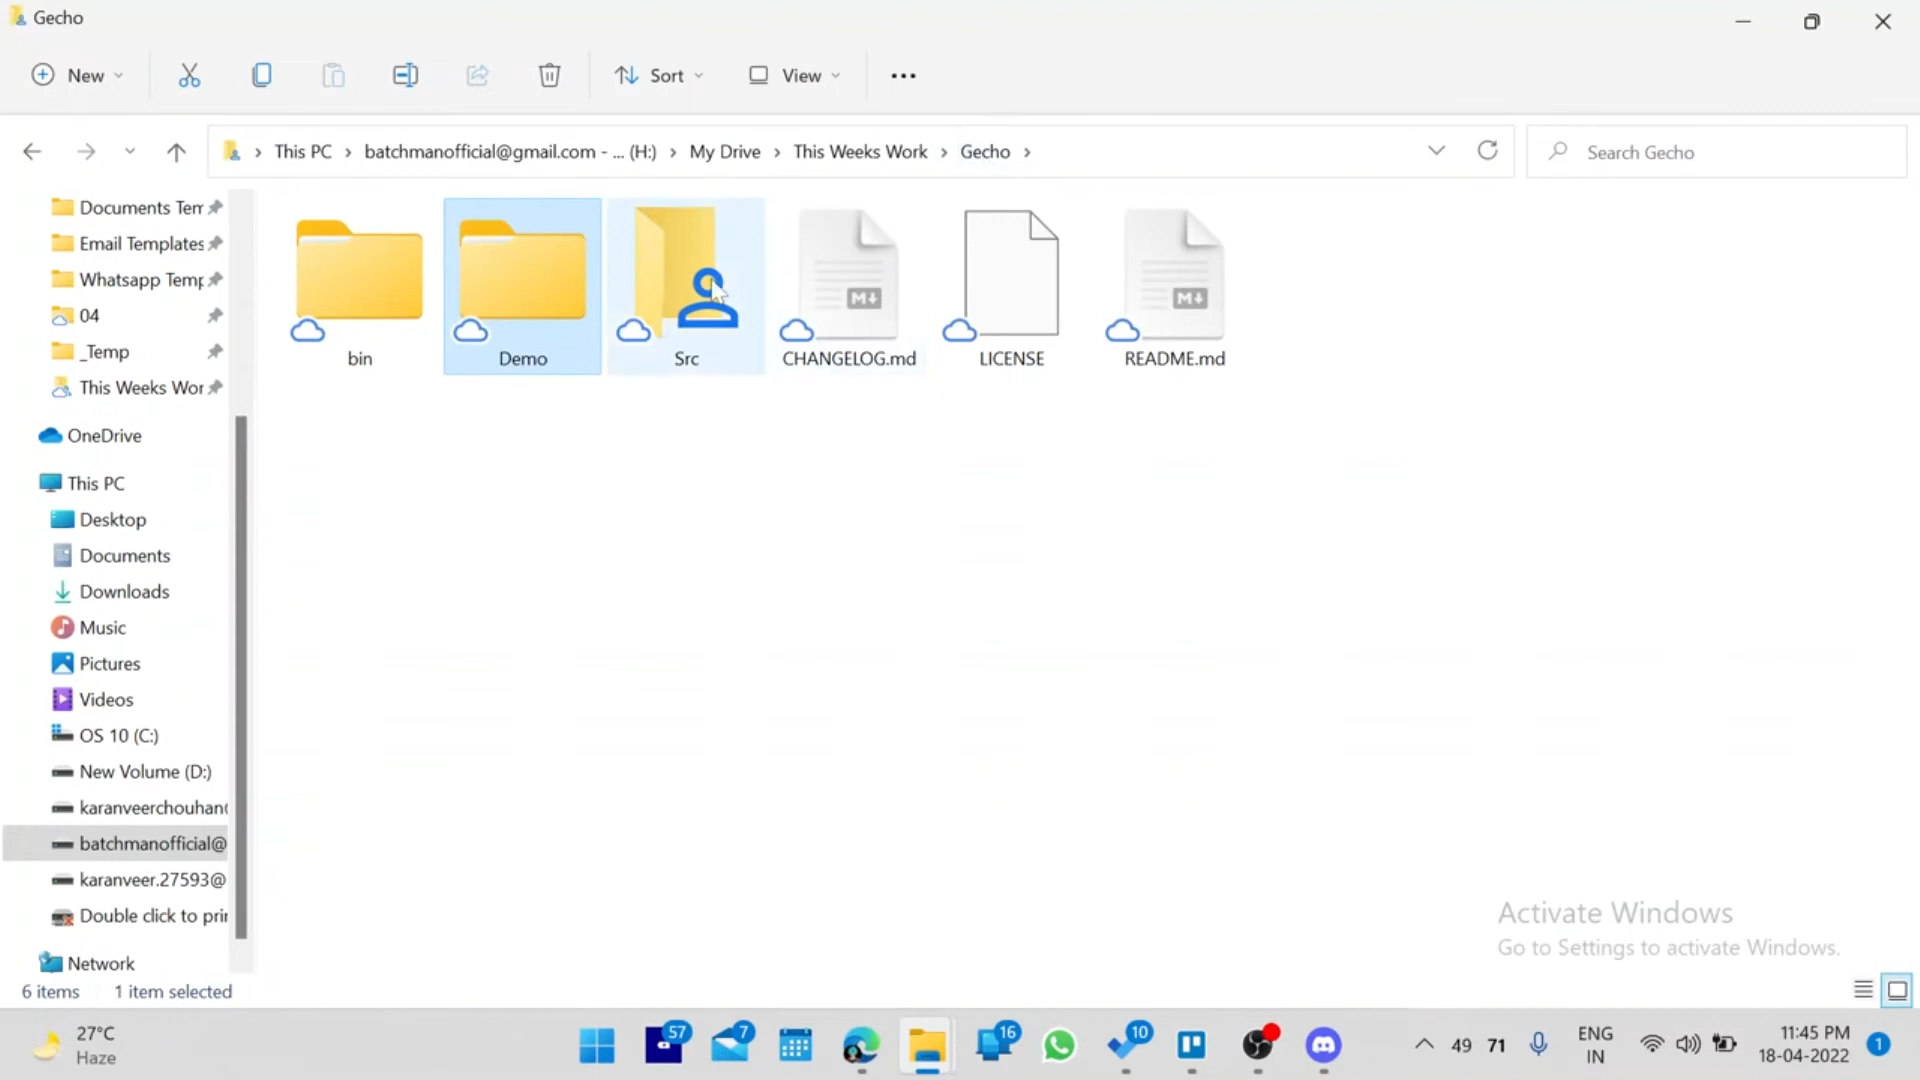 Gecho
New
Sort
View
This PC
batchmanofficial@gmail.com - ... (H:)
My Drive
This Weeks Work
Gecho
Search Gecho
Documents Tem
Email Templates
Whatsapp Temp
04
_Temp
This Weeks Wor
OneDrive
This PC
Desktop
Documents
Downloads
Music
Pictures
Videos
OS 10 (C:)
New Volume (D:)
karanveerchouhan
batchmanofficial@
karanveer.27593@
Double click to prin
Network
bin
Demo
Src
M↓
CHANGELOG.md
LICENSE
M↓
README.md
Activate Windows
Go to Settings to activate Windows.
6 items
1 item selected
27°C
Haze
57
7
16
10
49
71
ENG
IN
11:45 PM
18-04-2022
1